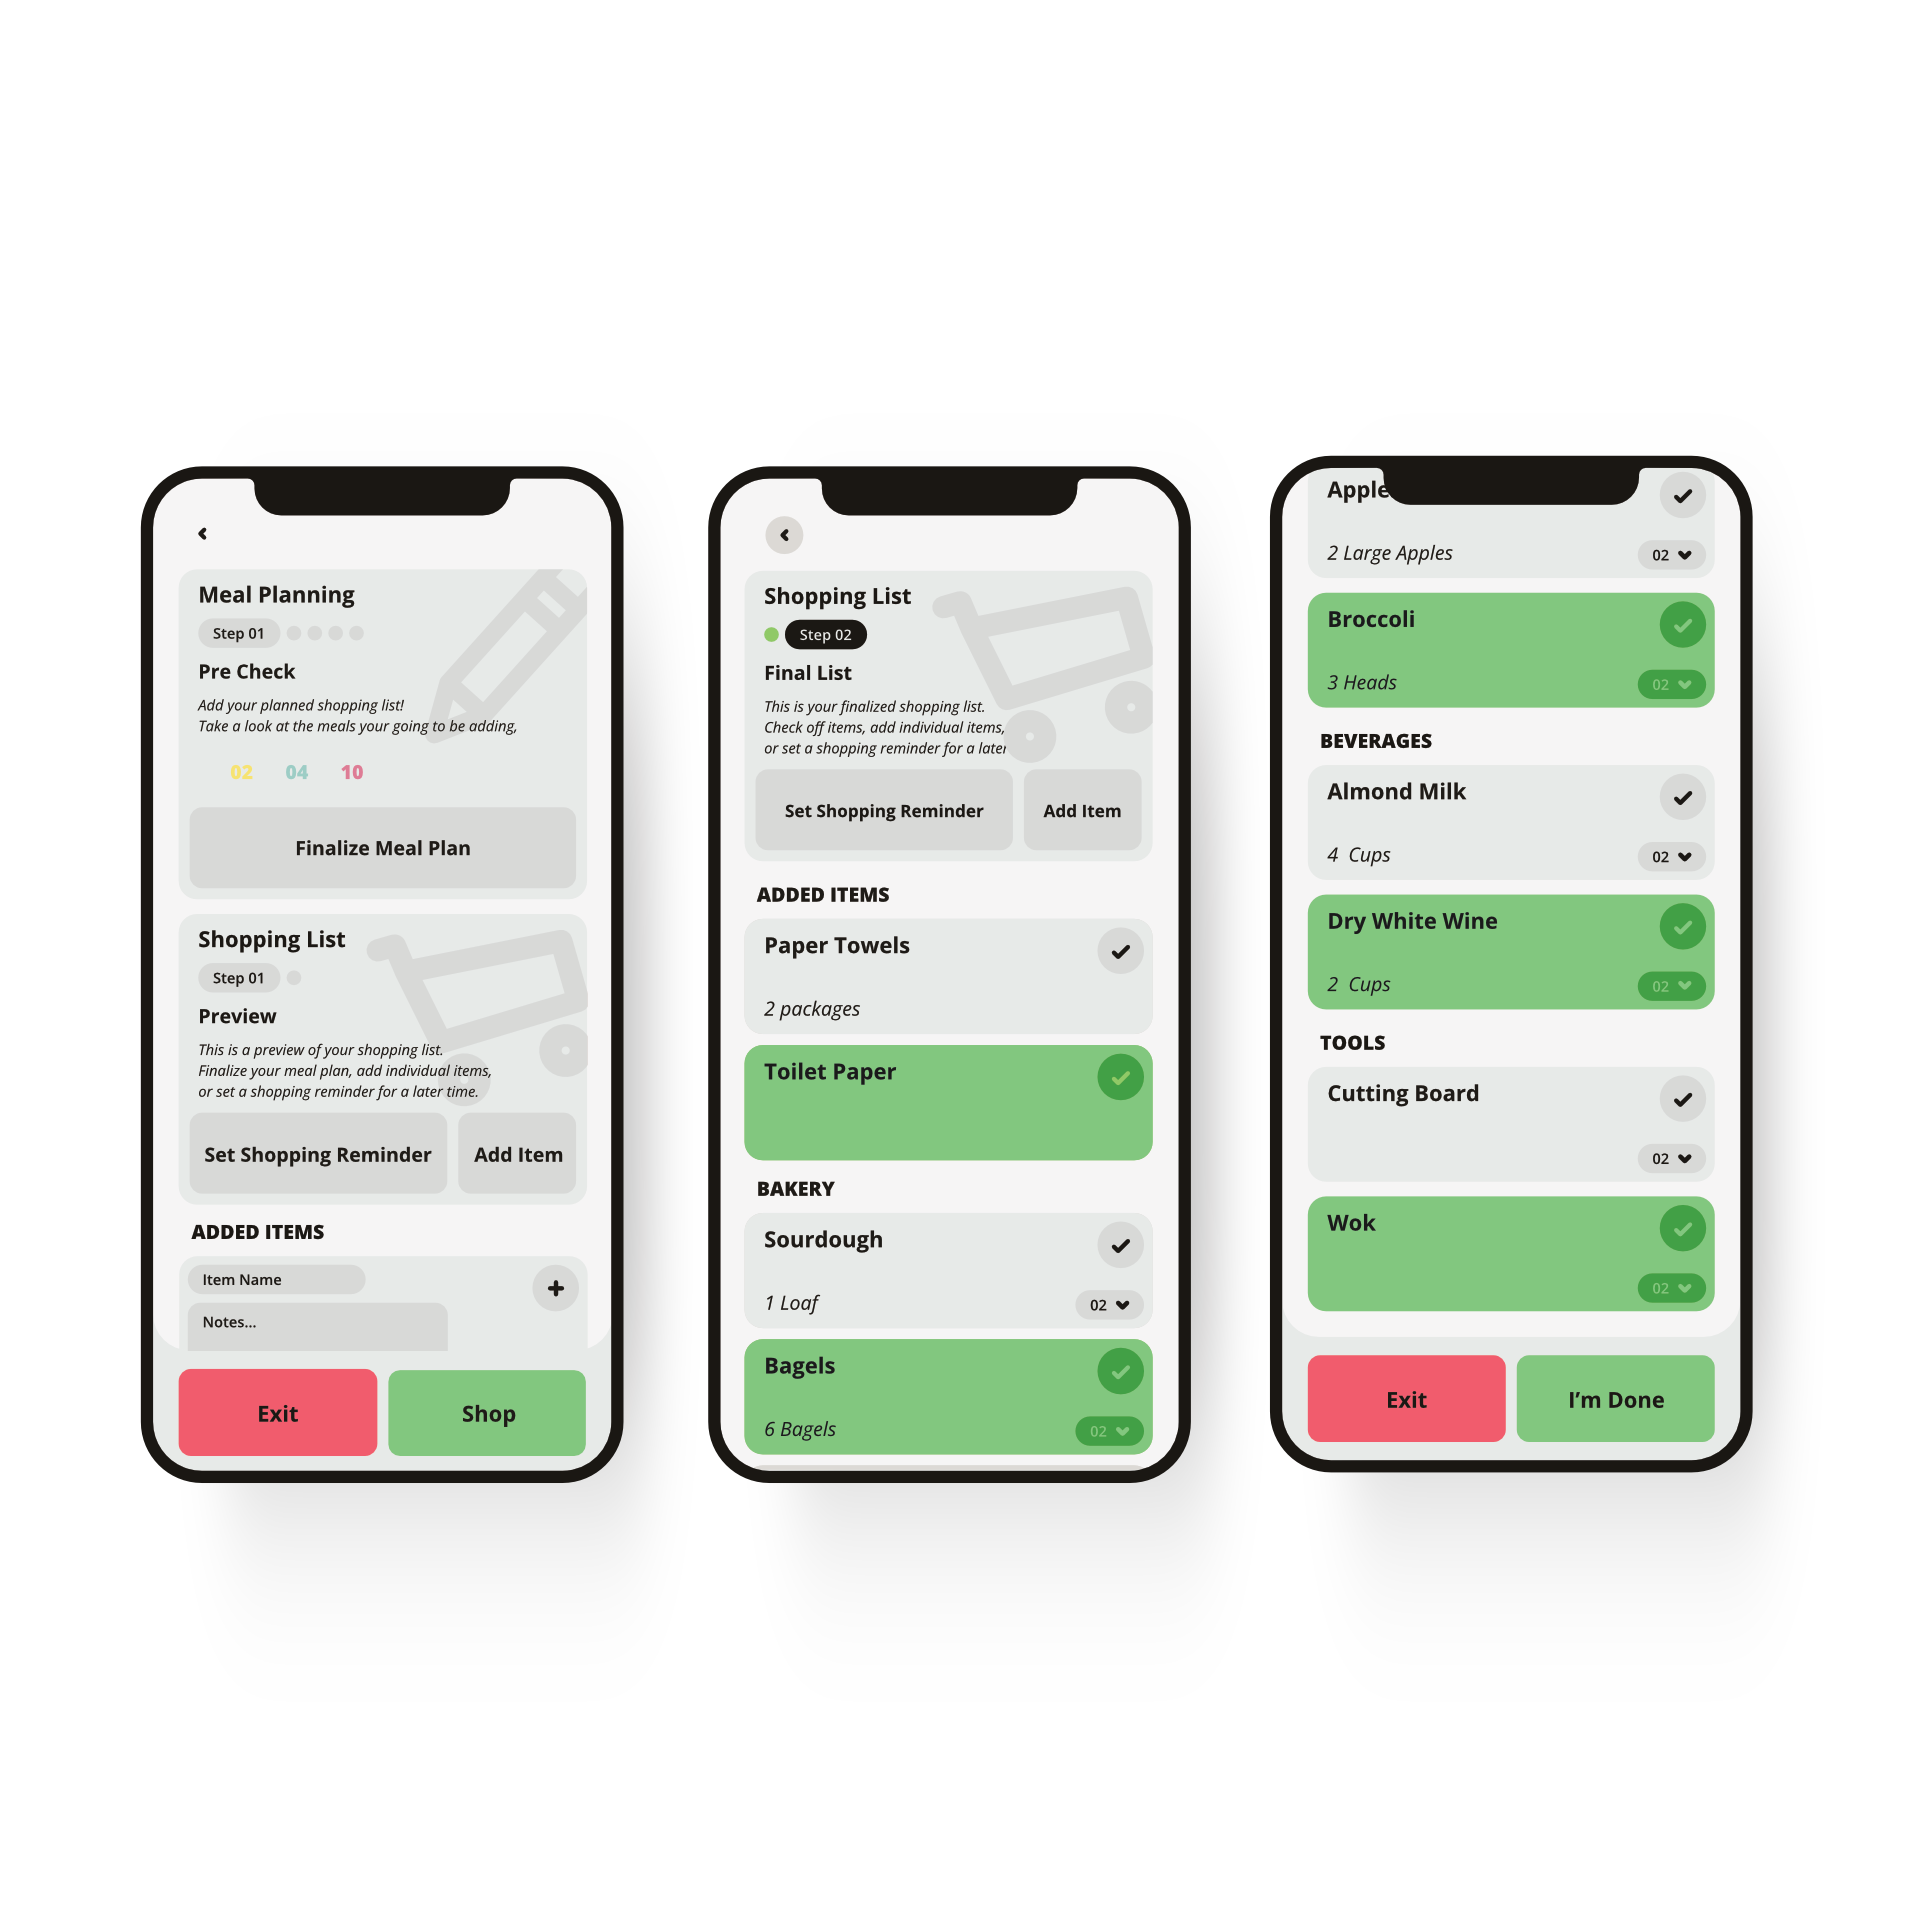 Meal Planning
Step 01
Pre Check
Add your planned shopping list!
Take a look at the meals your going to be adding,
02 04 10
Finalize Meal Plan
Shopping List
Step 01
Preview
This is a preview of your shopping list.
Finalize your meal plan, add individual items,
or set a shopping reminder for a later time.
Set Shopping Reminder
Add Item
ADDED ITEMS
Item Name
Notes...
Exit
Shop
Shopping List
Step 02
Final List
This is your finalized shopping list.
Check off items, add individual items,
or set a shopping reminder for a later
Set Shopping Reminder
Add Item
ADDED ITEMS
Paper Towels
2 packages
Toilet Paper
BAKERY
Sourdough
1 Loaf
02
Bagels
6 Bagels
02
Apple
2 Large Apples
02
Broccoli
3 Heads
02
BEVERAGES
Almond Milk
4 Cups
02
Dry White Wine
2 Cups
02
TOOLS
Cutting Board
02
Wok
02
Exit
I'm Done